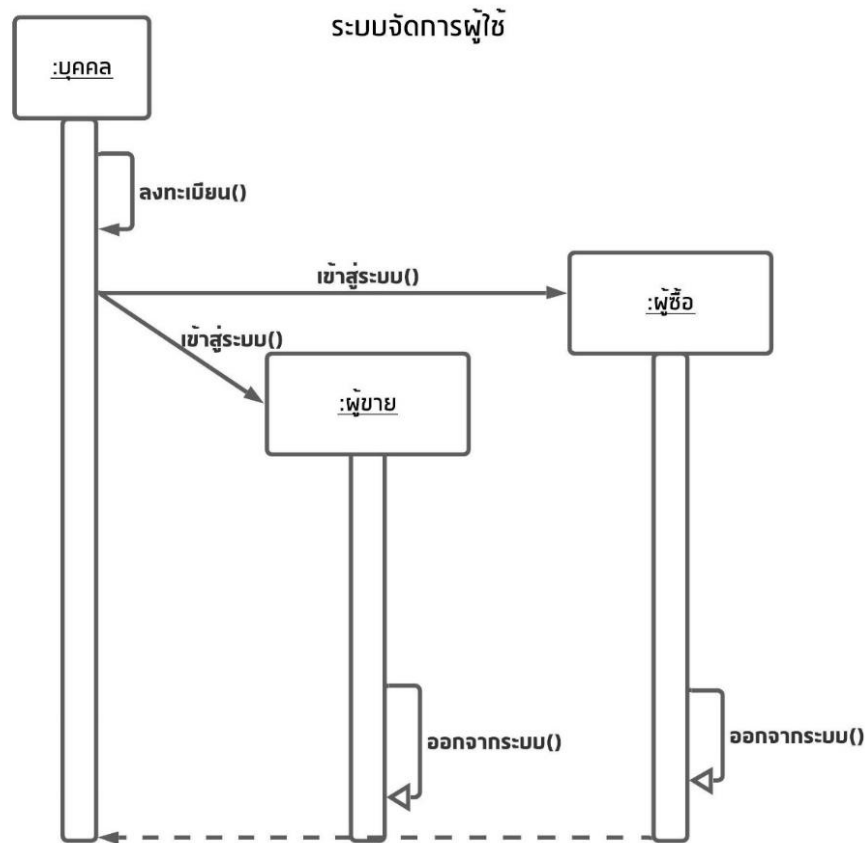 ระบบจัดการผู้ใช้
:บุคคล
ลงทะเบียน()
เข้าสู่ระบบ()
:ผู้ซื้อ
เข้าสู่ระบบ()
:ผู้ขาย
ออกจากระบบ()
ออกจากระบบ()